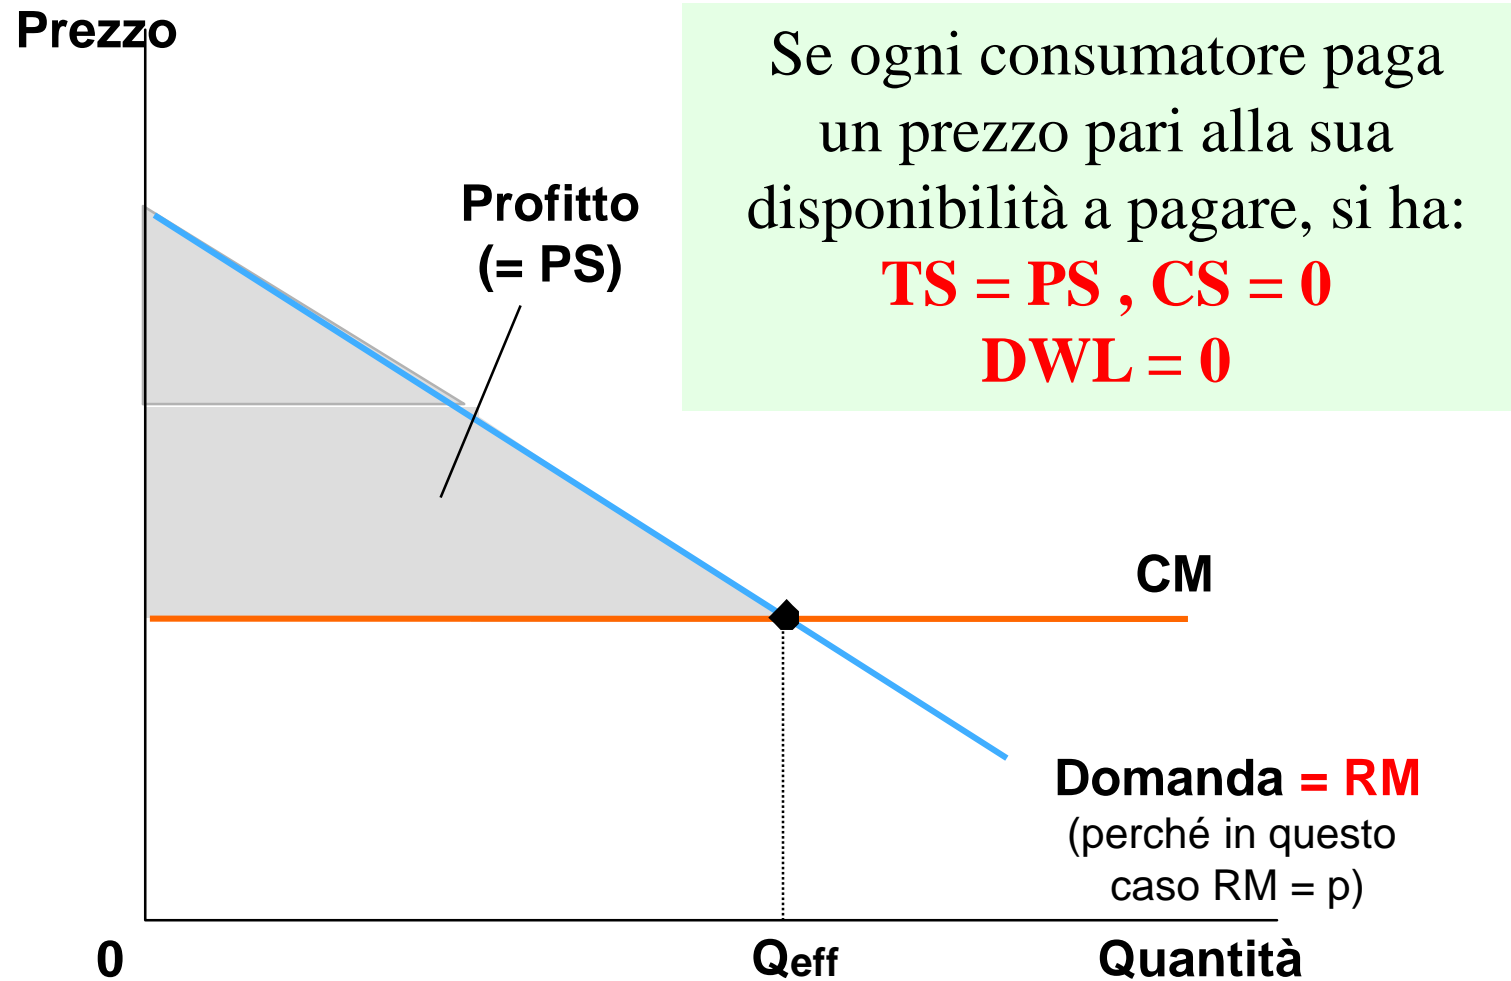 Prezzo
Se ogni consumatore paga
un prezzo pari alla sua
disponibilità a pagare, si ha:
TS = PS , CS = 0
DWL = 0
Profitto
(= PS)
CM
Domanda = RM
(perché in questo
caso RM = p)
0
Qeff
Quantità